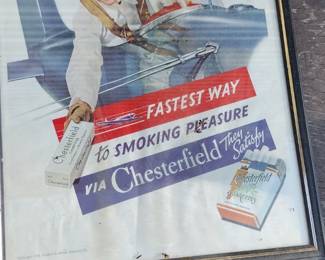 FASTEST WAY
to SMOKING PLEASURE
VIA Chesterfield They Satisfy
Chesterfield
Chesterfield